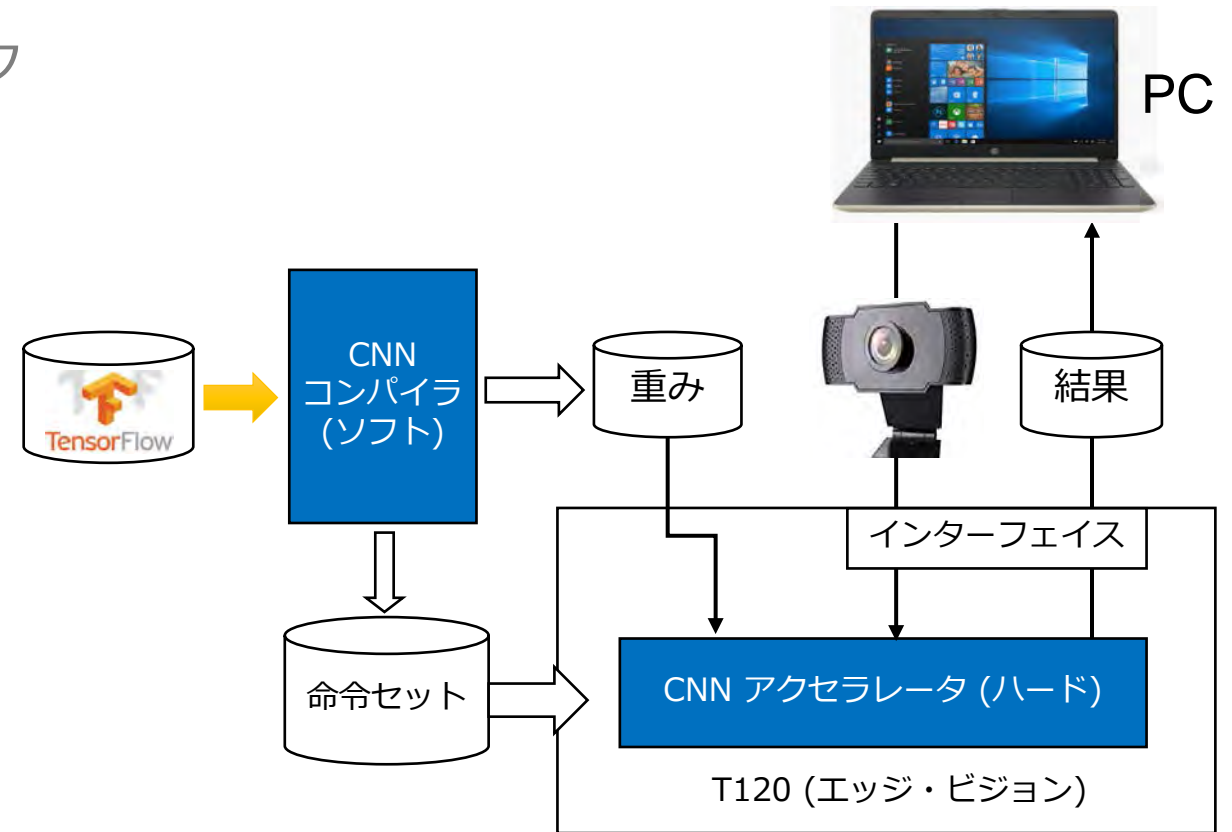 PC
CNN
コンパイラ
(ソフト)
重み
結果
TensorFlow
インターフェイス
命令セット
CNN アクセラレータ (ハード)
T120 (エッジ・ビジョン)